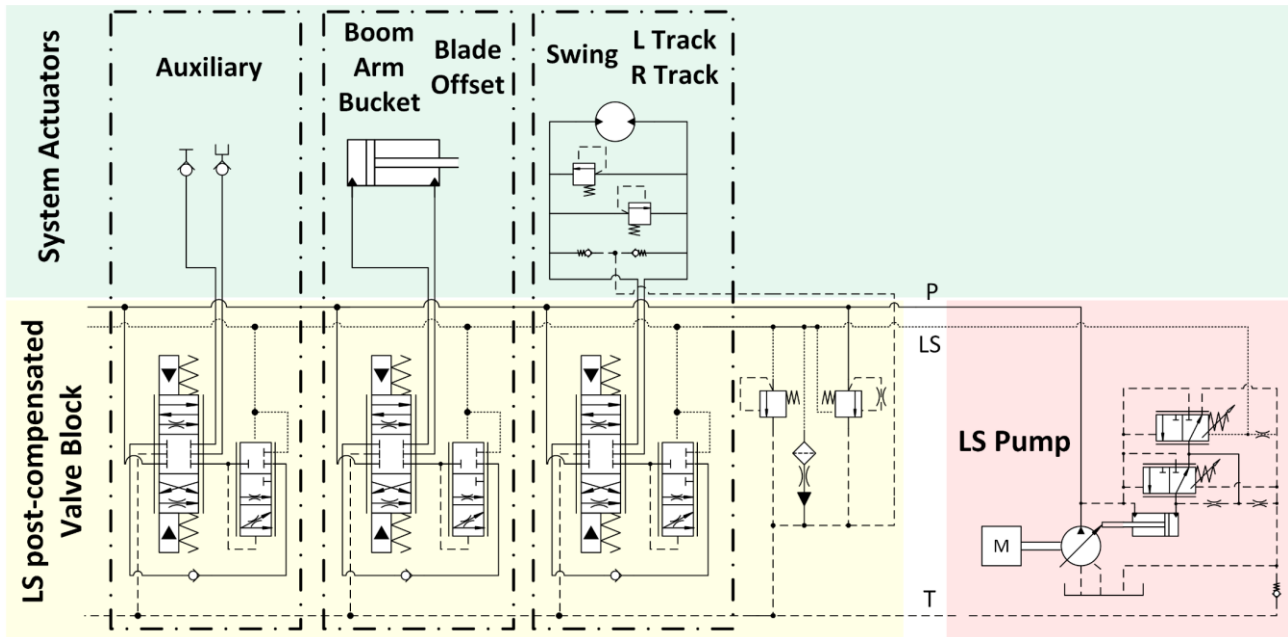 System Actuators
Auxiliary
Boom
Arm
Bucket
Blade
Offset
Swing
L Track
R Track
LS post-compensated
Valve Block
P
LS
T
LS Pump
M